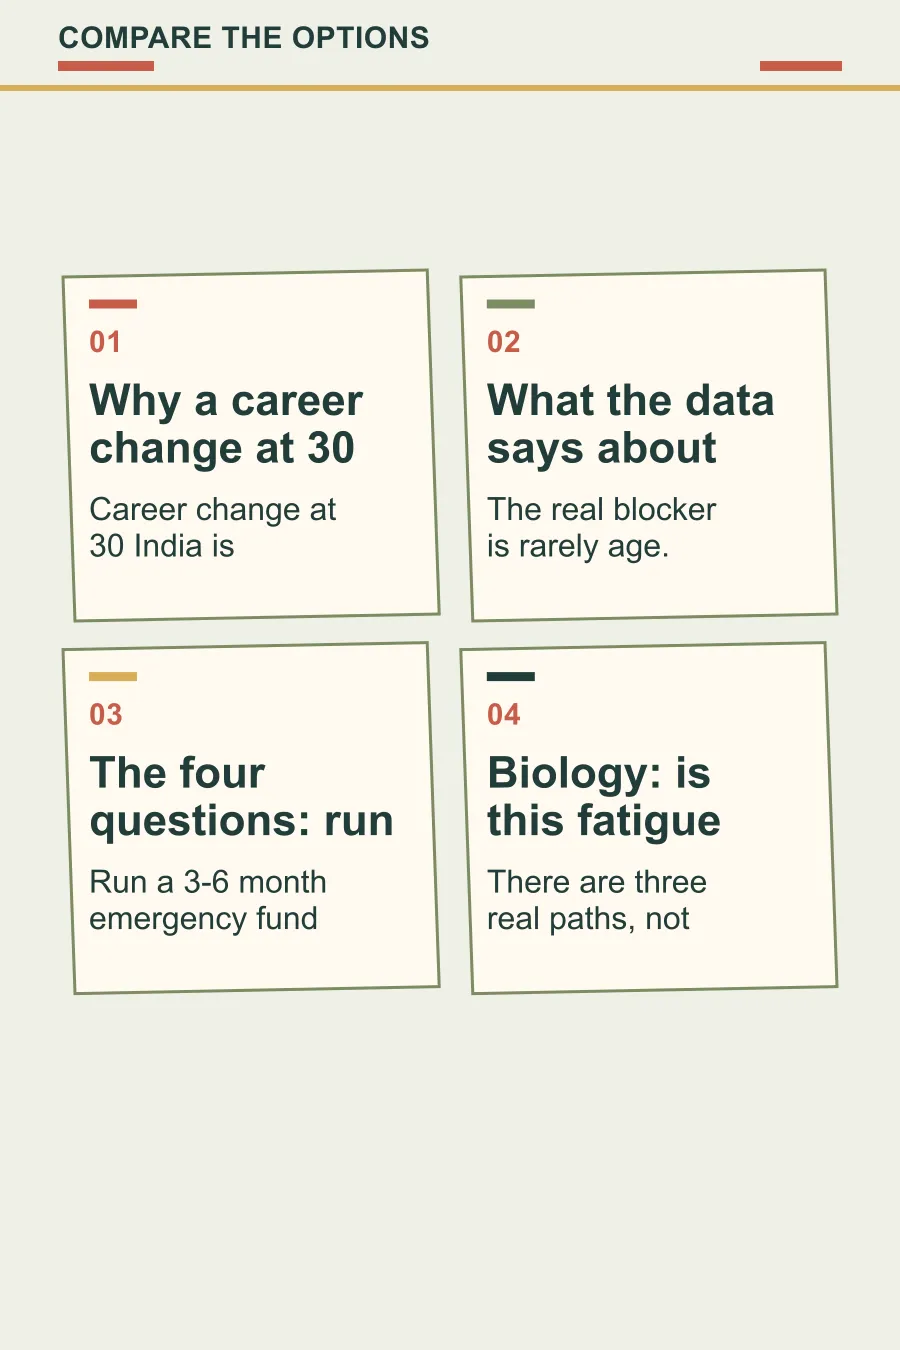 COMPARE THE OPTIONS
01
Why a career
change at 30
Career change at
30 India is
02
What the data
says about
The real blocker
is rarely age.
03
The four
questions: run
Run a 3-6 month
emergency fund
04
Biology: is
this fatigue
There are three
real paths, not